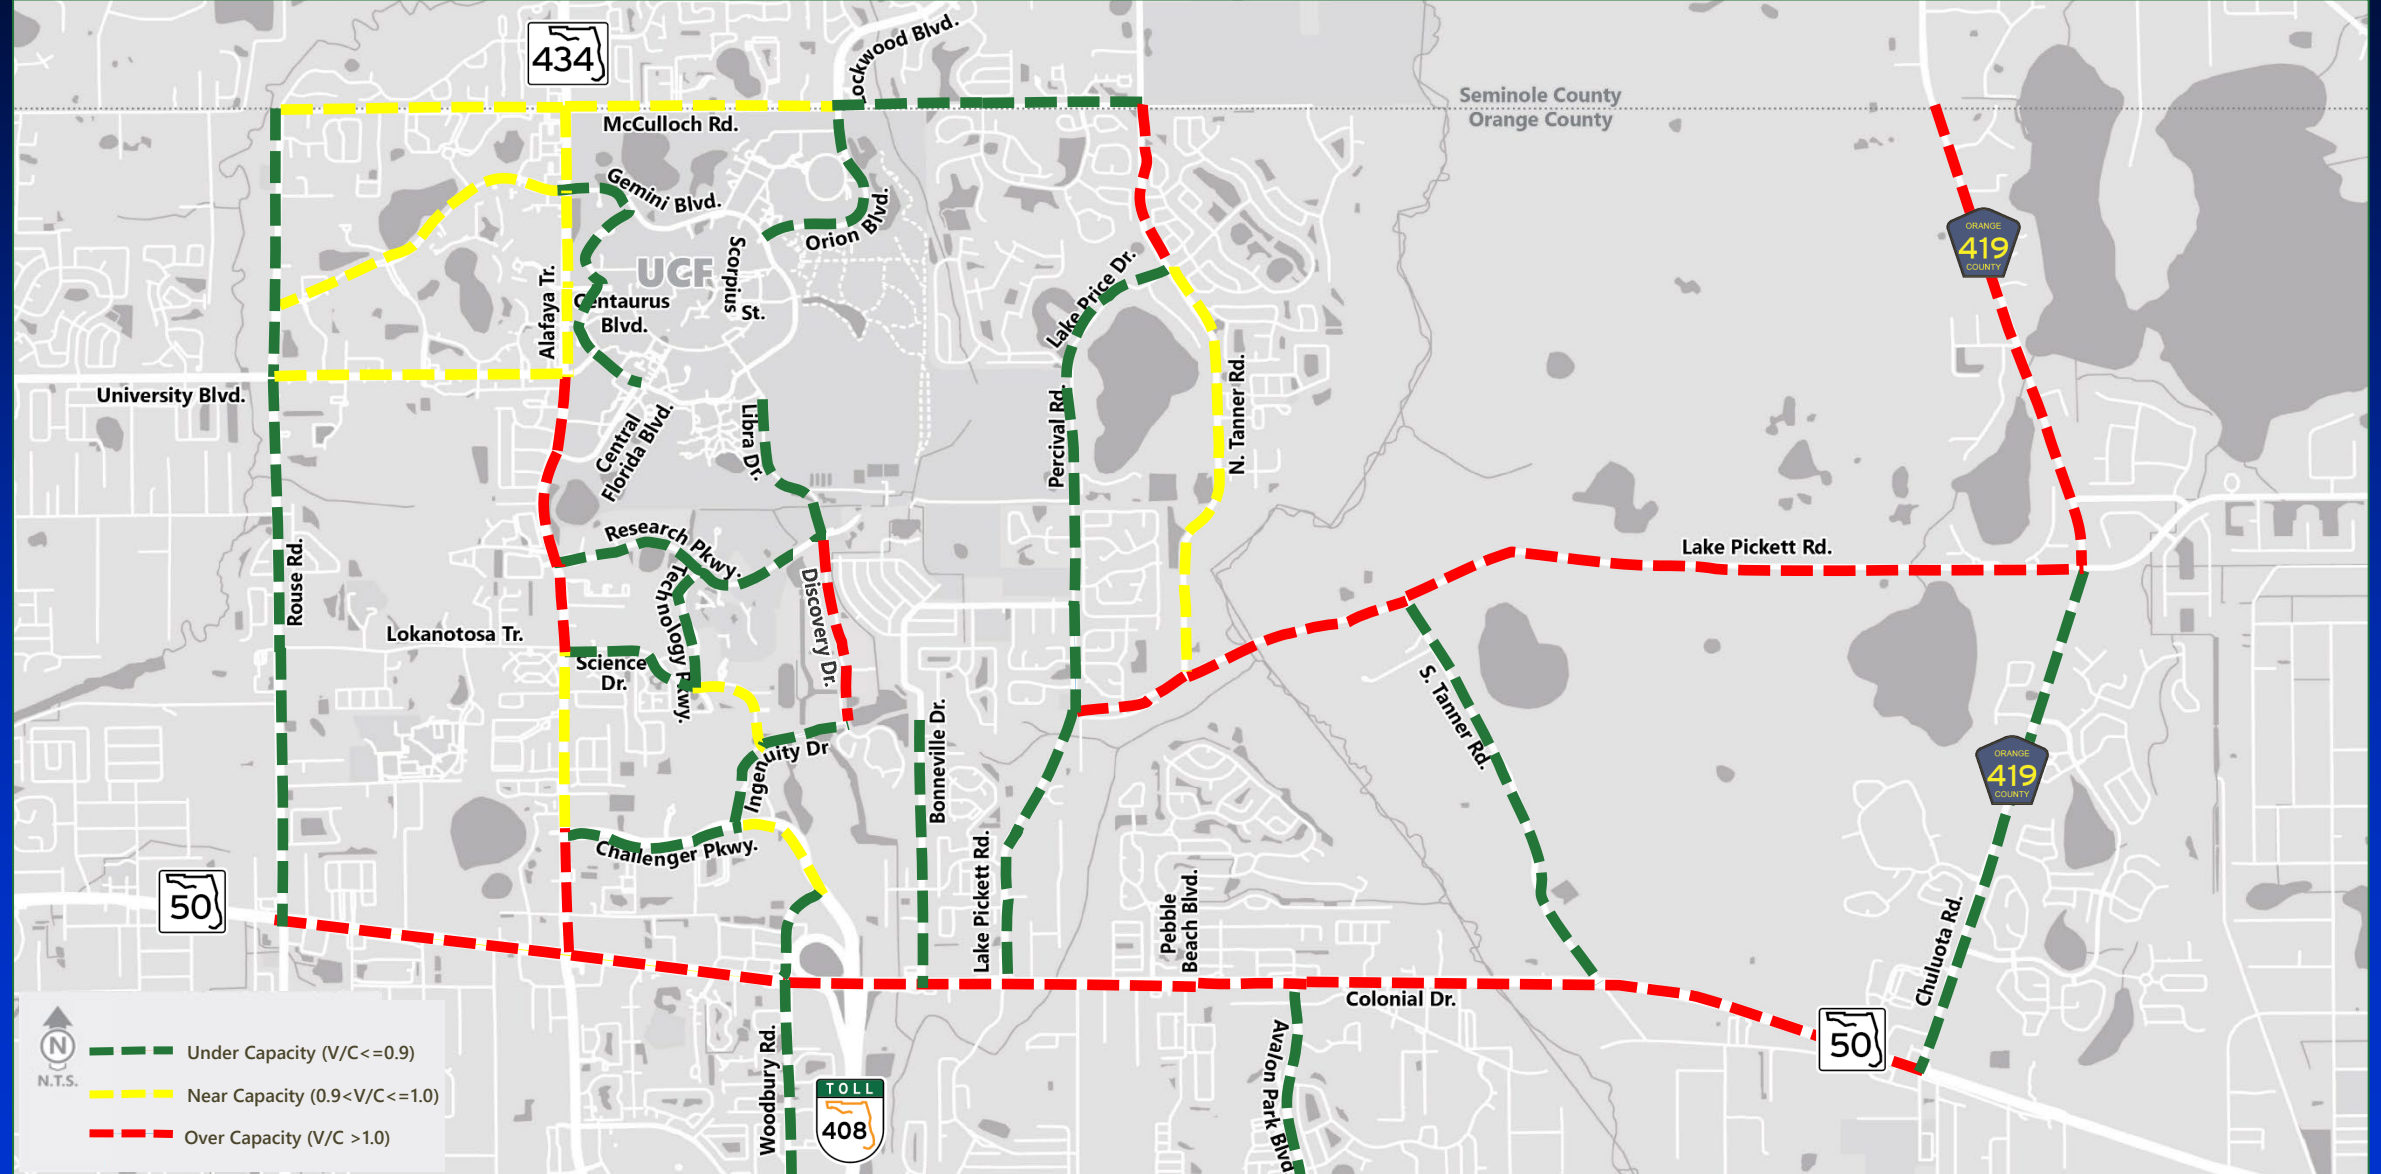 434
Lockwood Blvd.
Seminole County
Orange County
McCulloch Rd.
Gemini Blvd.
Orion Blvd.
ORANGE
419
COUNTY
UCF
Scorpius
St.
Centaurus
Blvd.
Alafaya Tr.
Lake Price Dr.
University Blvd.
N. Tanner Rd.
Percival Rd.
Central
Florida Blvd.
Libra Dr.
Research Pkwy.
Lake Pickett Rd.
Rouse Rd.
Technology Pkwy.
Discovery Dr.
Lokanotosa Tr.
Science
Dr.
S. Tanner Rd.
Ingenuity Dr
Bonneville Dr.
ORANGE
419
COUNTY
Challenger Pkwy.
Lake Pickett Rd.
Pebble
Beach Blvd.
50
Chuluota Rd.
Colonial Dr.
50
Woodbury Rd.
Avalon Park Blvd
TOLL
408
N
N.T.S.
Under Capacity (V/C<=0.9)
Near Capacity (0.9<V/C<=1.0)
Over Capacity (V/C >1.0)